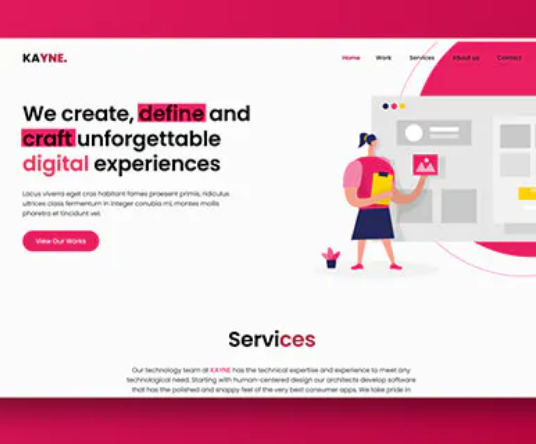 KAYNE.
Home Work Services About us Contact
We create, define and
craft unforgettable
digital experiences
Lacus viverra eget cras habitant fames praesent primis, ridiculus
ultrices class fermentum in integer conubia mi, montes mollis
pharetra et tincidunt vel.
View Our Works
Services
Our technology team at KAYNE has the technical expertise and experience to meet any
technological need. Starting with human-centered design our architects develop software
that has the polished and snappy feel of the very best consumer apps. We take pride in